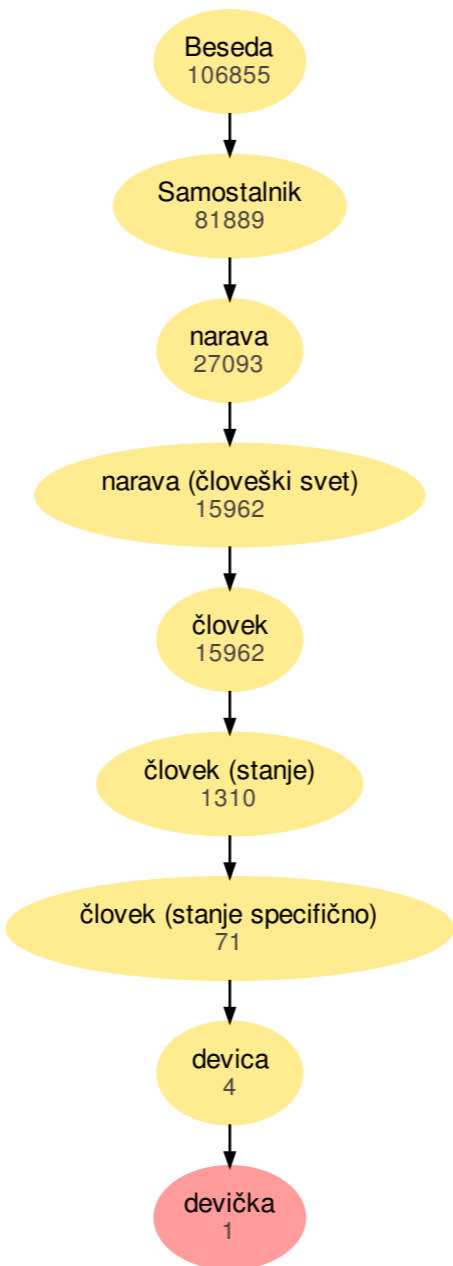 Beseda
106855
Samostalnik
81889
narava
27093
narava (človeški svet)
15962
človek
15962
človek (stanje)
1310
človek (stanje specifično)
71
devica
4
devička
1